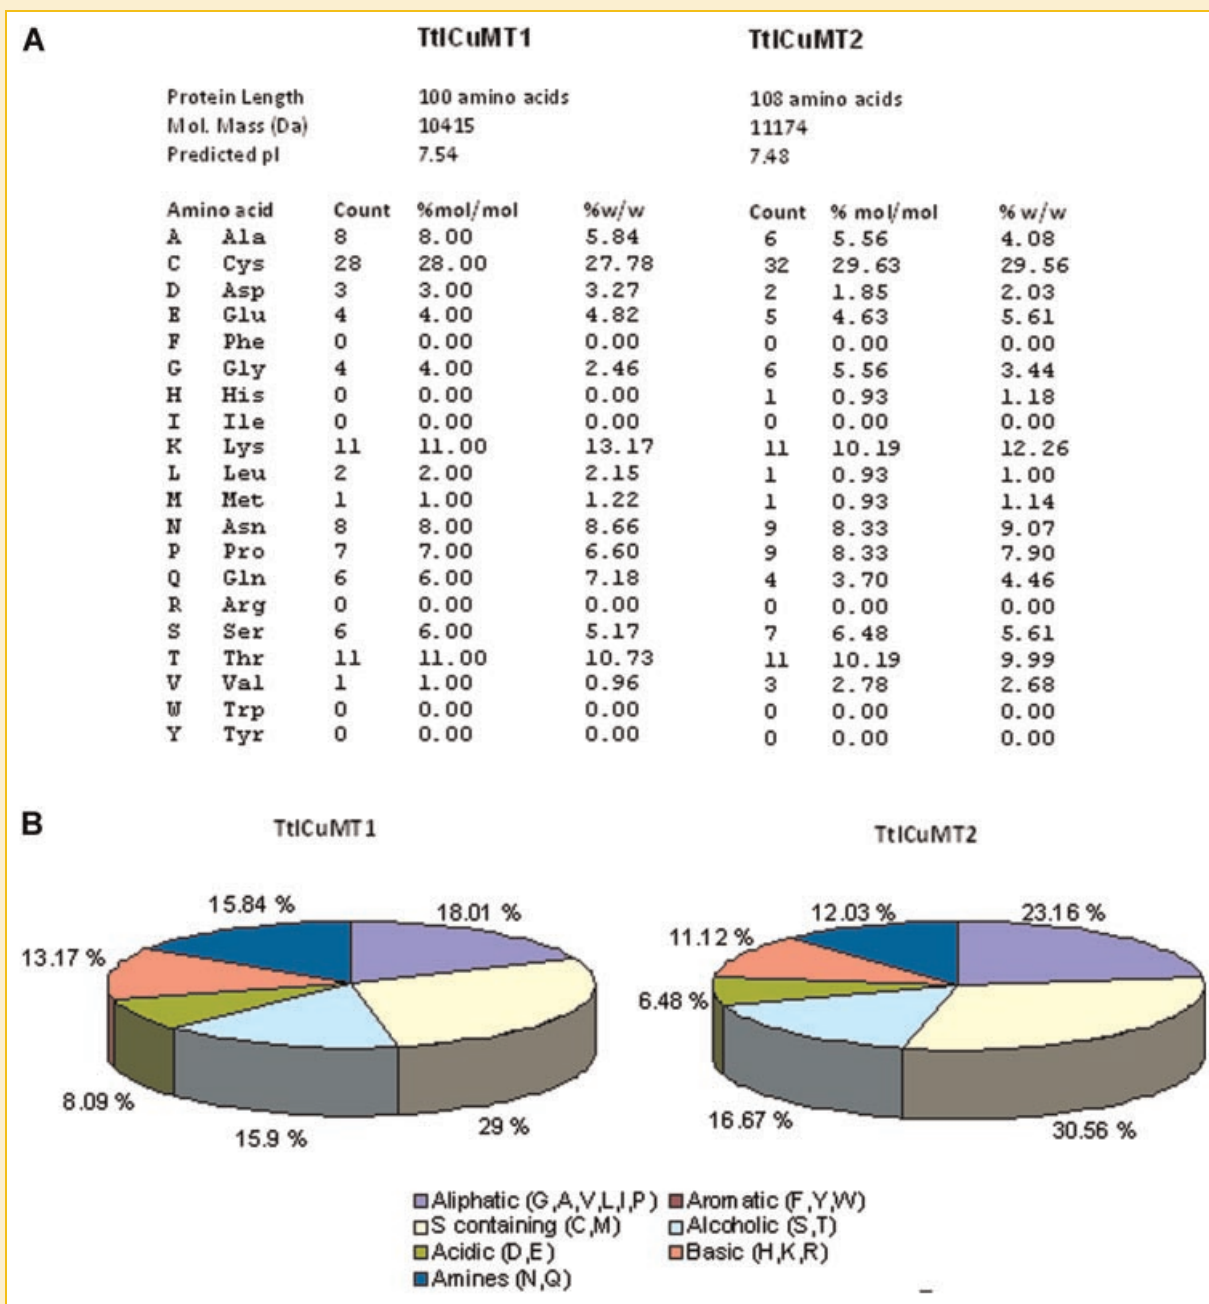 A
TtlCuMT1 TtlCuMT2
Protein Length 100 amino acids 108 amino acids
Mol. Mass (Da) 10415 11174
Predicted pI 7.54 7.48
Amino acid Count %mol/mol %w/w Count % mol/mol % w/w
A Ala 8 8.00 5.84 6 5.56 4.08
C Cys 28 28.00 27.78 32 29.63 29.56
D Asp 3 3.00 3.27 2 1.85 2.03
E Glu 4 4.00 4.82 5 4.63 5.61
F Phe 0 0.00 0.00 0 0.00 0.00
G Gly 4 4.00 2.46 6 5.56 3.44
H His 0 0.00 0.00 1 0.93 1.18
I Ile 0 0.00 0.00 0 0.00 0.00
K Lys 11 11.00 13.17 11 10.19 12.26
L Leu 2 2.00 2.15 1 0.93 1.00
M Met 1 1.00 1.22 1 0.93 1.14
N Asn 8 8.00 8.66 9 8.33 9.07
P Pro 7 7.00 6.60 9 8.33 7.90
Q Gln 6 6.00 7.18 4 3.70 4.46
R Arg 0 0.00 0.00 0 0.00 0.00
S Ser 6 6.00 5.17 7 6.48 5.61
T Thr 11 11.00 10.73 11 10.19 9.99
V Val 1 1.00 0.96 3 2.78 2.68
W Trp 0 0.00 0.00 0 0.00 0.00
Y Tyr 0 0.00 0.00 0 0.00 0.00
B
TtlCuMT1 TtlCuMT2
15.84 % 18.01 % 12.03 % 23.16 %
13.17 % 11.12 %
6.48 %
8.09 % 15.9 % 29 % 16.67 % 30.56 %
Aliphatic (G,A,V,L,I,P) Aromatic (F,Y,W)
S containing (C,M) Alcoholic (S,T)
Acidic (D,E) Basic (H,K,R)
Amines (N,Q)